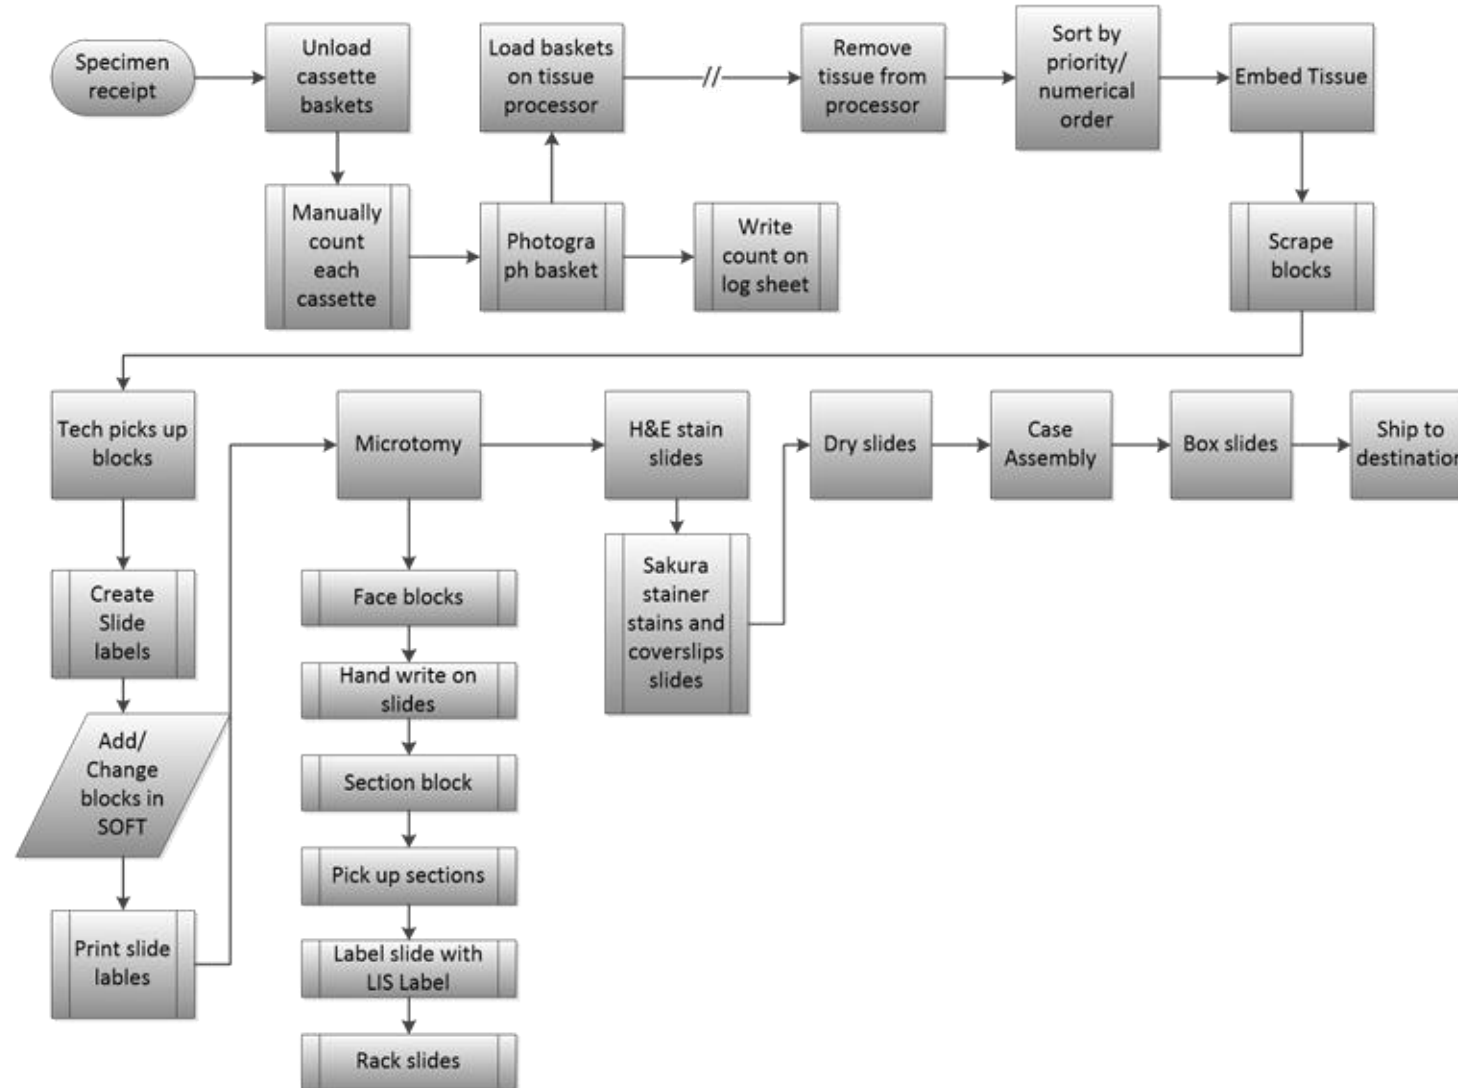 Specimen
receipt
Unload
cassette
baskets
Load baskets
on tissue
processor
//
Remove
tissue from
processor
Sort by
priority/
numerical
order
Embed Tissue
Manually
count
each
cassette
Photogra
ph basket
Write
count on
log sheet
Scrape
blocks
Tech picks up
blocks
Microtomy
H&E stain
slides
Dry slides
Case
Assembly
Box slides
Ship to
destination
Create
Slide
labels
Add/
Change
blocks in
SOFT
Print slide
lables
Face blocks
Hand write on
slides
Section block
Pick up sections
Label slide with
LIS Label
Rack slides
Sakura
stainer
stains and
coverslips
slides